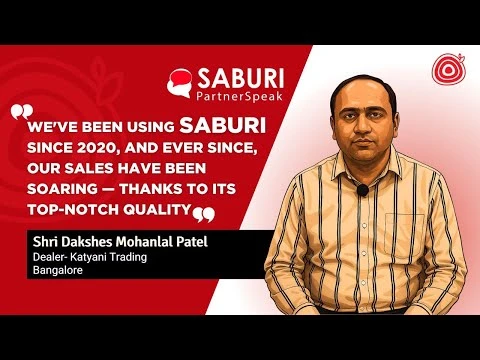 SABURI
PartnerSpeak
"WE'VE BEEN USING SABURI
SINCE 2020, AND EVER SINCE,
OUR SALES HAVE BEEN
SOARING — THANKS TO ITS
TOP-NOTCH QUALITY"
Shri Dakshes Mohanlal Patel
Dealer- Katyani Trading
Bangalore